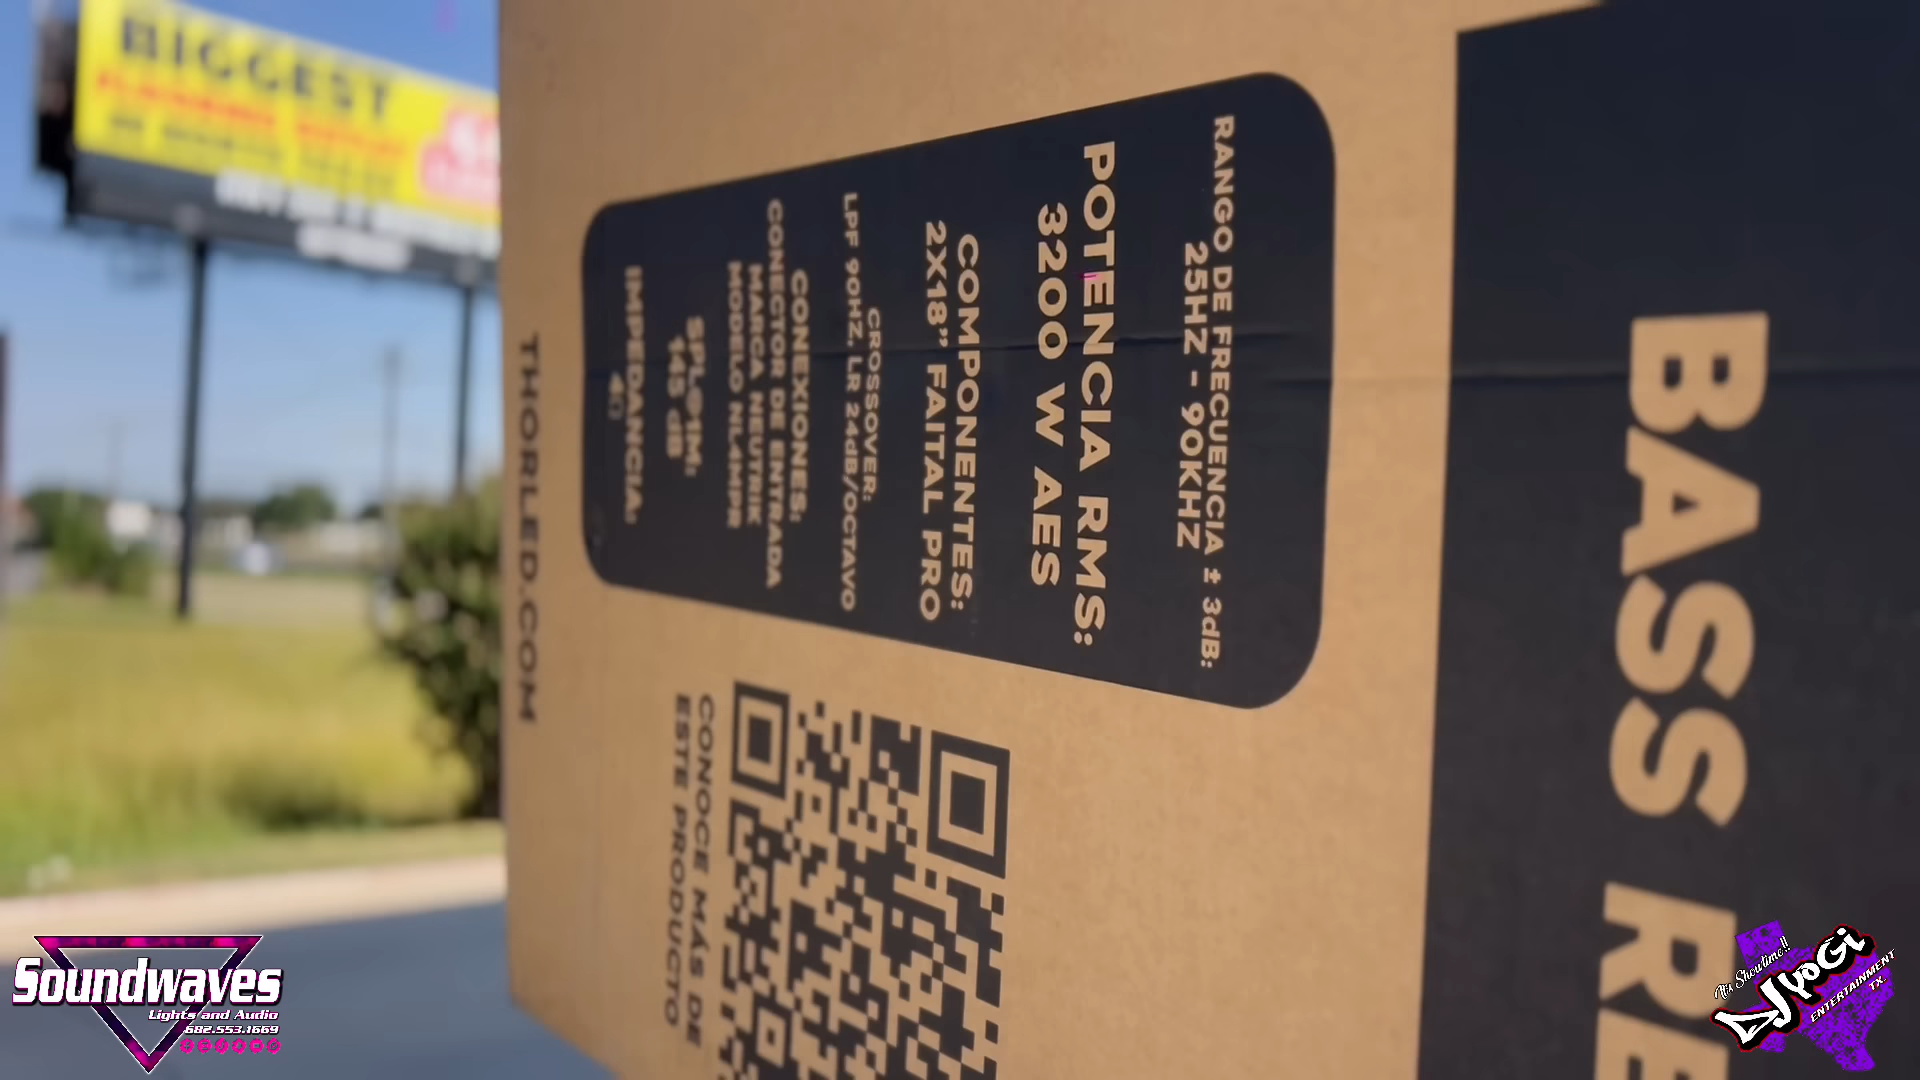 BIGGEST
BASS RE
RANGO DE FRECUENCIA ± 3dB:
25HZ - 90KHZ
POTENCIA RMS:
3200 W AES
COMPONENTES:
2X18” FAITAL PRO
CROSSOVER:
LPF 90HZ, LR 24dB/OCTAVO
CONEXIONES:
CONECTOR DE ENTRADA
MARCA NEUTRIK
MODELO NL4MPR
SPL@1M:
145 dB
IMPEDANCIA:
4Ω
CONOCE MÁS DE
ESTE PRODUCTO
THORLED.COM
Soundwaves
Lights and Audio
682.553.1669
It's Showtime!!
DJyoGi
ENTERTAINMENT
TX.